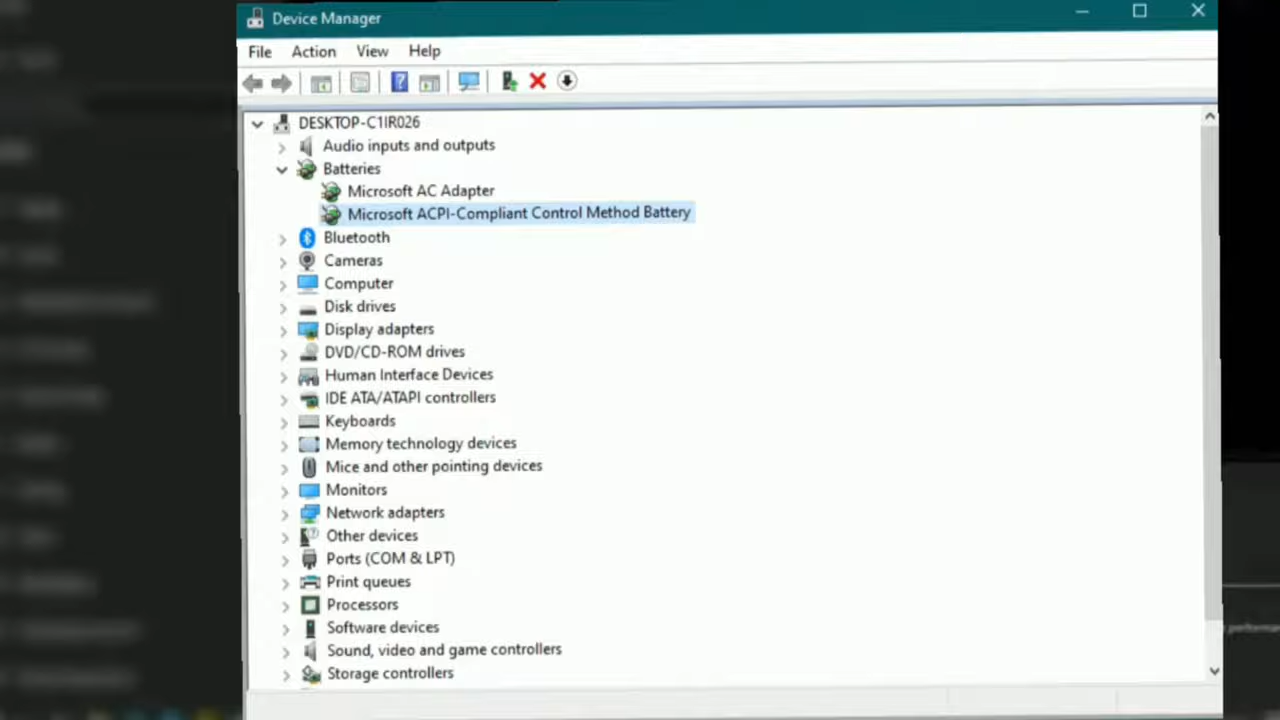 Device Manager
File Action View Help
DESKTOP-C1IR026
Audio inputs and outputs
Batteries
Microsoft AC Adapter
Microsoft ACPI-Compliant Control Method Battery
Bluetooth
Cameras
Computer
Disk drives
Display adapters
DVD/CD-ROM drives
Human Interface Devices
IDE ATA/ATAPI controllers
Keyboards
Memory technology devices
Mice and other pointing devices
Monitors
Network adapters
Other devices
Ports (COM & LPT)
Print queues
Processors
Software devices
Sound, video and game controllers
Storage controllers